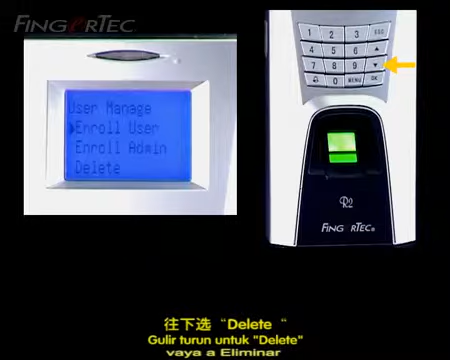 FINGERTEC
User Manage
Enroll User
Enroll Admin
Delete
1 2 3 ESC
4 5 6 ▲
7 8 9 ▼
0 MENU OK
R2
FINGERTEC®
往下选“Delete“
Gulir turun untuk "Delete"
vaya a Eliminar